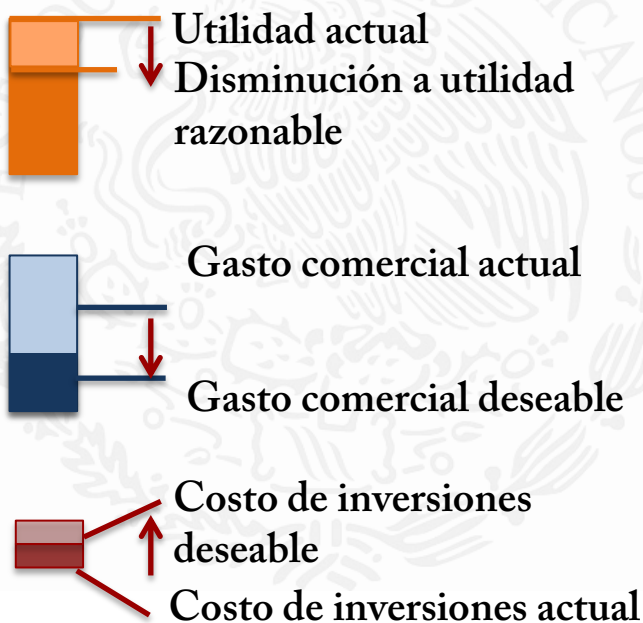 Utilidad actual
Disminución a utilidad
razonable
Gasto comercial actual
Gasto comercial deseable
Costo de inversiones
deseable
Costo de inversiones actual